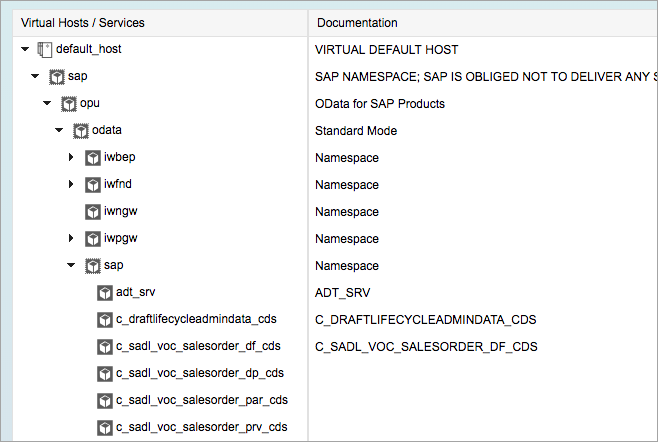 Virtual Hosts / Services Documentation
default_host VIRTUAL DEFAULT HOST
sap SAP NAMESPACE; SAP IS OBLIGED NOT TO DELIVER ANY S
opu OData for SAP Products
odata Standard Mode
iwbep Namespace
iwfnd Namespace
iwngw Namespace
iwpgw Namespace
sap Namespace
adt_srv ADT_SRV
c_draftlifecycleadmindata_cds C_DRAFTLIFECYCLEADMINDATA_CDS
c_sadl_voc_salesorder_df_cds C_SADL_VOC_SALESORDER_DF_CDS
c_sadl_voc_salesorder_dp_cds
c_sadl_voc_salesorder_par_cds
c_sadl_voc_salesorder_prv_cds